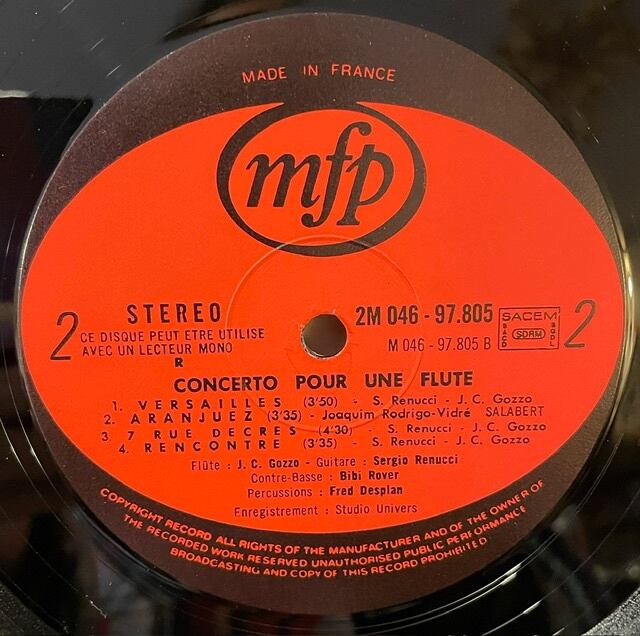 MADE IN FRANCE
mfp
2 STEREO 2M 046 - 97.805 SACEM 2
CE DISQUE PEUT ETRE UTILISE
AVEC UN LECTEUR MONO M 046 - 97.805 B SDRM
R
CONCERTO POUR UNE FLUTE
1. VERSAILLES (3'50) - S. Renucci - J. C. Gozzo
2. ARANJUEZ (3'35) - Joaquim Rodrigo-Vidré SALABERT
3 7 RUE DECRES (4'30) - S. Renucci - J. C. Gozzo
4. RENCONTRE (3'35) - S. Renucci - J. C. Gozzo
Flûte : J. C. Gozzo - Guitare : Sergio Renucci
Contre-Basse : Bibi Rover
Percussions : Fred Desplan
Enregistrement : Studio Univers
COPYRIGHT RECORD ALL RIGHTS OF THE MANUFACTURER AND OF THE OWNER OF
THE RECORDED WORK RESERVED UNAUTHORISED PUBLIC PERFORMANCE
BROADCASTING AND COPY OF THIS RECORD PROHIBITED